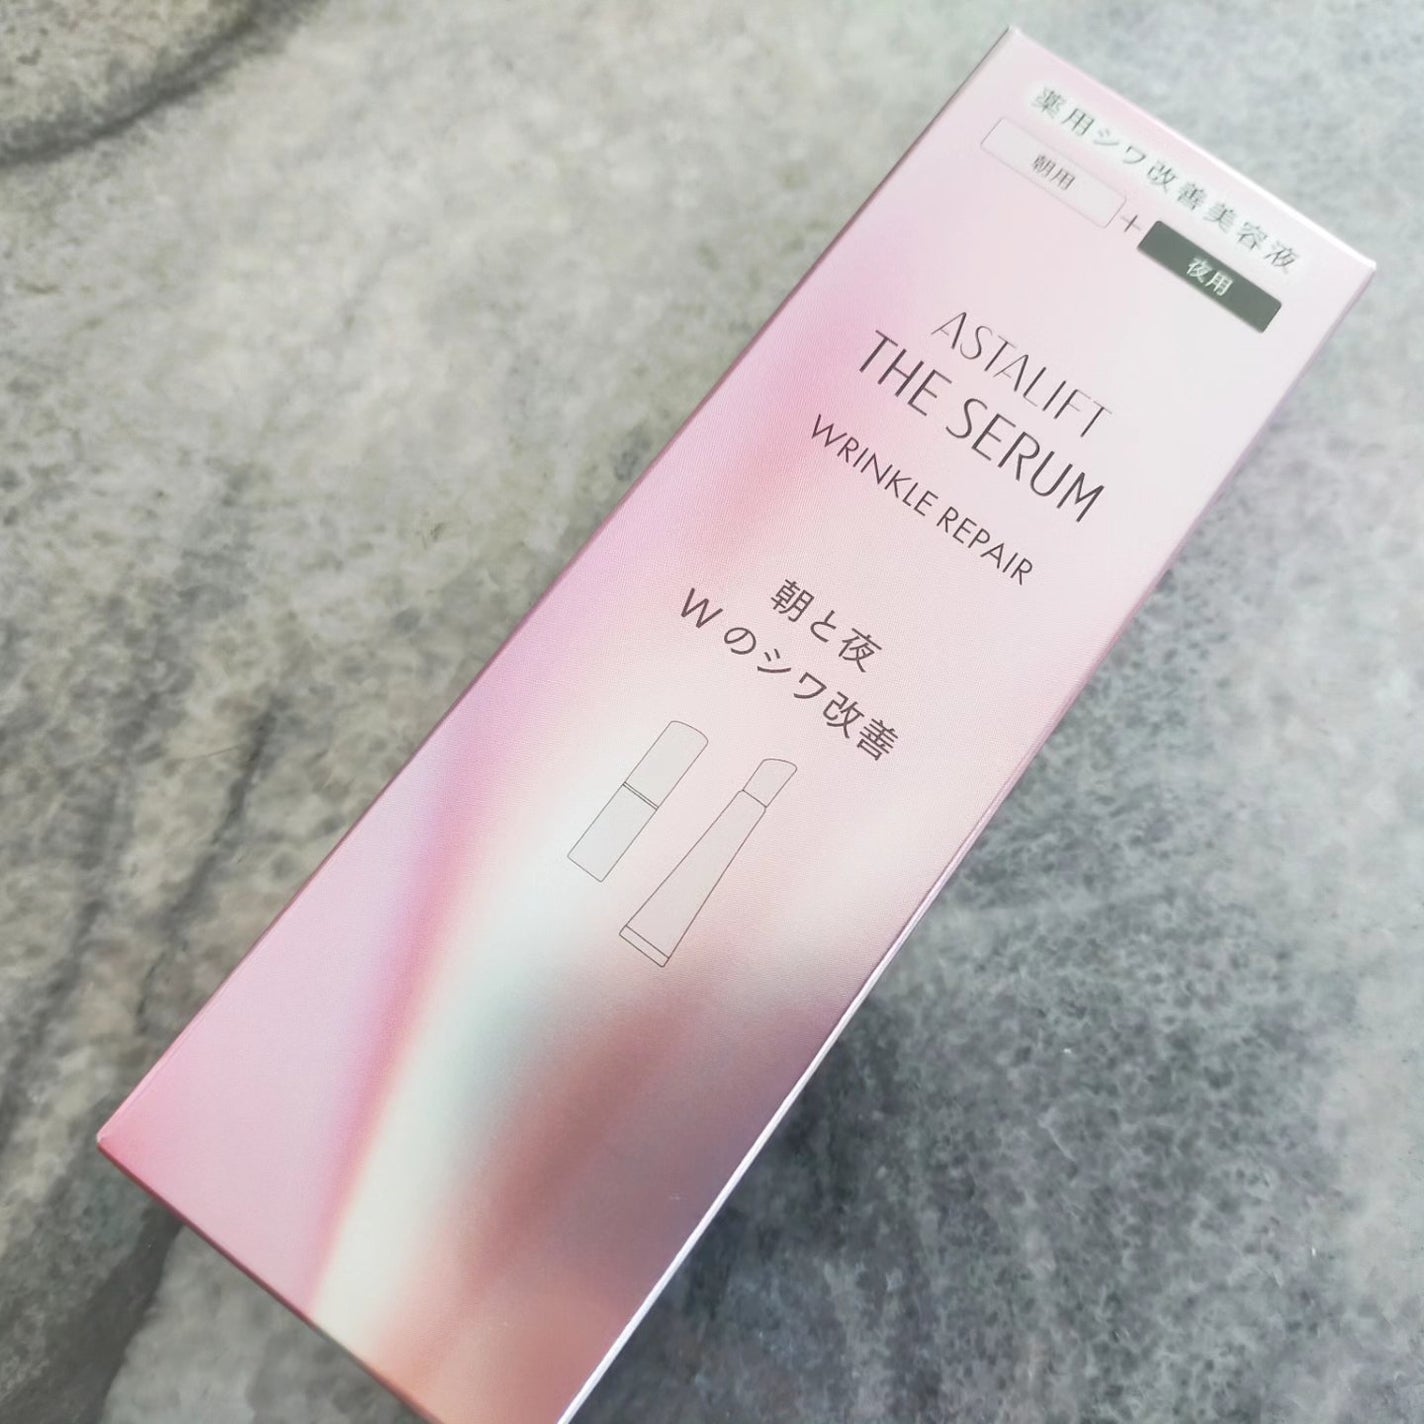 薬用シワ改善美容液
朝用 + 夜用
ASTALIFT
THE SERUM
WRINKLE REPAIR
朝と夜
Wのシワ改善